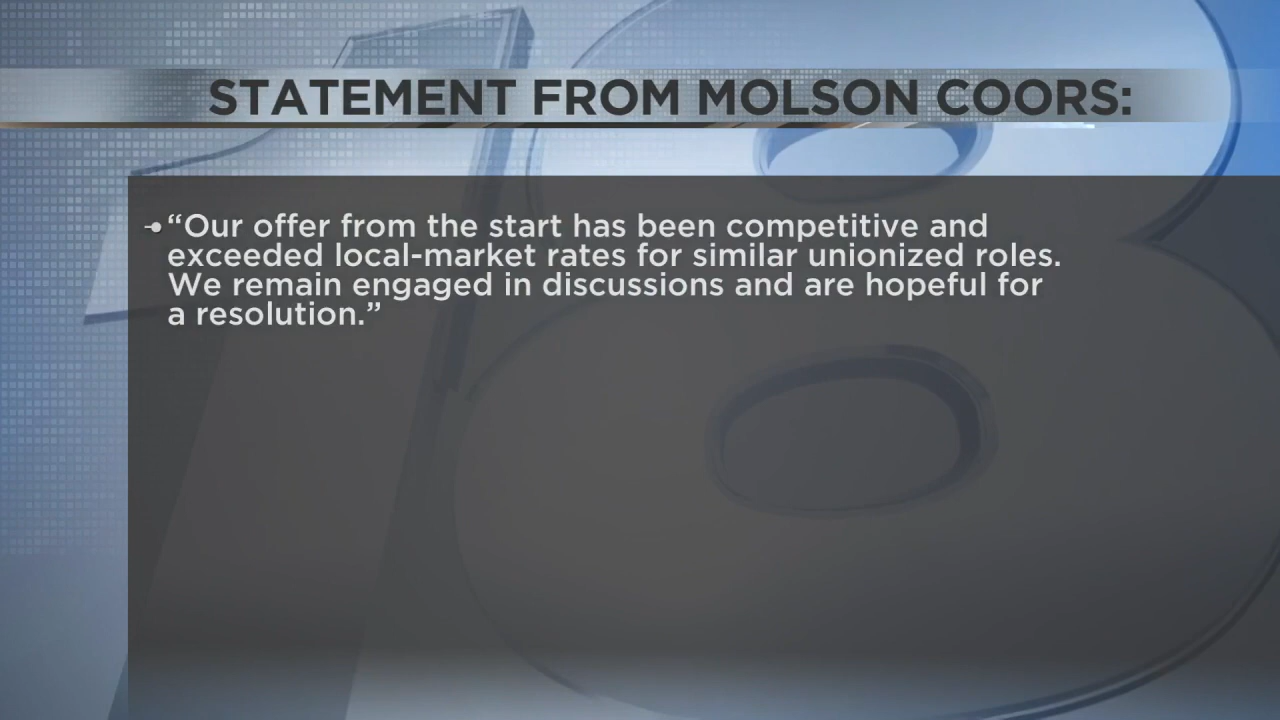 STATEMENT FROM MOLSON COORS:
“Our offer from the start has been competitive and
exceeded local-market rates for similar unionized roles.
We remain engaged in discussions and are hopeful for
a resolution.”
18